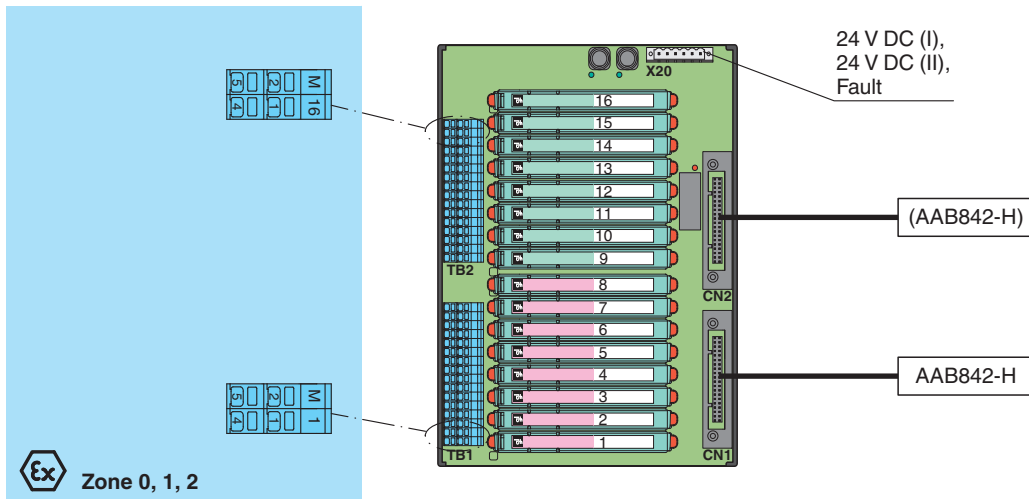 24 V DC (I),
24 V DC (II),
Fault
X20
5 2 M
4 1 16
16
15
14
13
12
11
10
9
TB2
8
7
6
5
4
3
2
1
TB1
CN2
CN1
(AAB842-H)
AAB842-H
5 2 M
4 1 1
Ex Zone 0, 1, 2